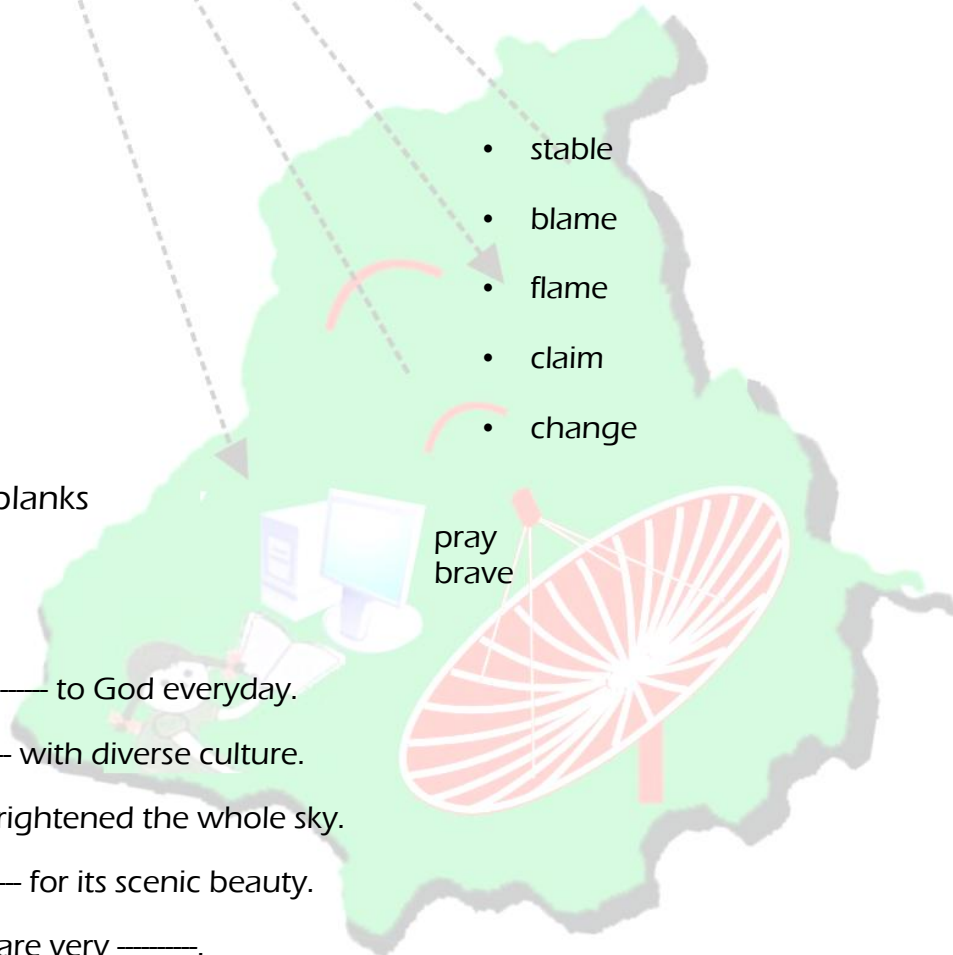 • stable
• blame
• flame
• claim
• change
planks
pray
brave
------ to God everyday.
-- with diverse culture.
rightened the whole sky.
--- for its scenic beauty.
are very ----------.